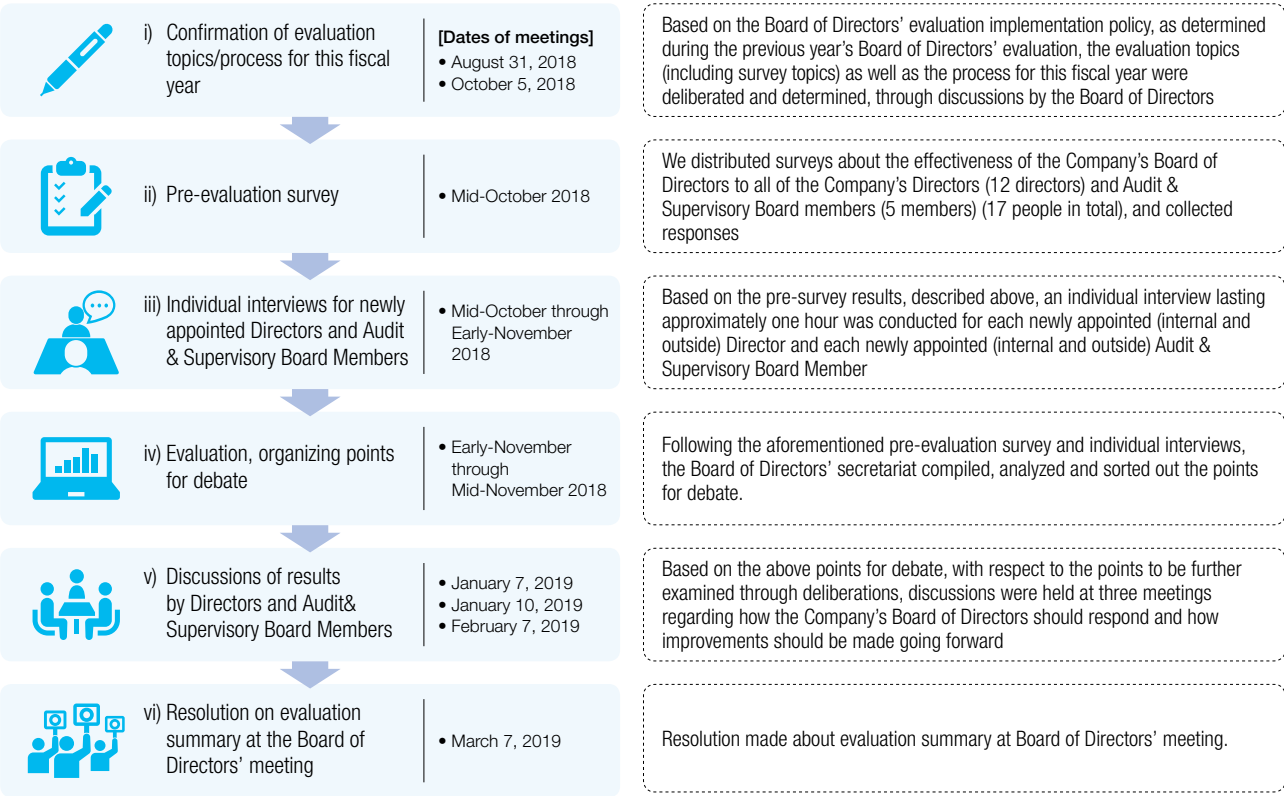 i) Confirmation of evaluation
topics/process for this fiscal
year
[Dates of meetings]
• August 31, 2018
• October 5, 2018
Based on the Board of Directors' evaluation implementation policy, as determined
during the previous year's Board of Directors' evaluation, the evaluation topics
(including survey topics) as well as the process for this fiscal year were
deliberated and determined, through discussions by the Board of Directors
ii) Pre-evaluation survey
• Mid-October 2018
We distributed surveys about the effectiveness of the Company's Board of
Directors to all of the Company's Directors (12 directors) and Audit &
Supervisory Board members (5 members) (17 people in total), and collected
responses
iii) Individual interviews for newly
appointed Directors and Audit
& Supervisory Board Members
• Mid-October through
Early-November
2018
Based on the pre-survey results, described above, an individual interview lasting
approximately one hour was conducted for each newly appointed (internal and
outside) Director and each newly appointed (internal and outside) Audit &
Supervisory Board Member
iv) Evaluation, organizing points
for debate
• Early-November
through
Mid-November 2018
Following the aforementioned pre-evaluation survey and individual interviews,
the Board of Directors' secretariat compiled, analyzed and sorted out the points
for debate.
v) Discussions of results
by Directors and Audit&
Supervisory Board Members
• January 7, 2019
• January 10, 2019
• February 7, 2019
Based on the above points for debate, with respect to the points to be further
examined through deliberations, discussions were held at three meetings
regarding how the Company's Board of Directors should respond and how
improvements should be made going forward
vi) Resolution on evaluation
summary at the Board of
Directors' meeting
• March 7, 2019
Resolution made about evaluation summary at Board of Directors' meeting.